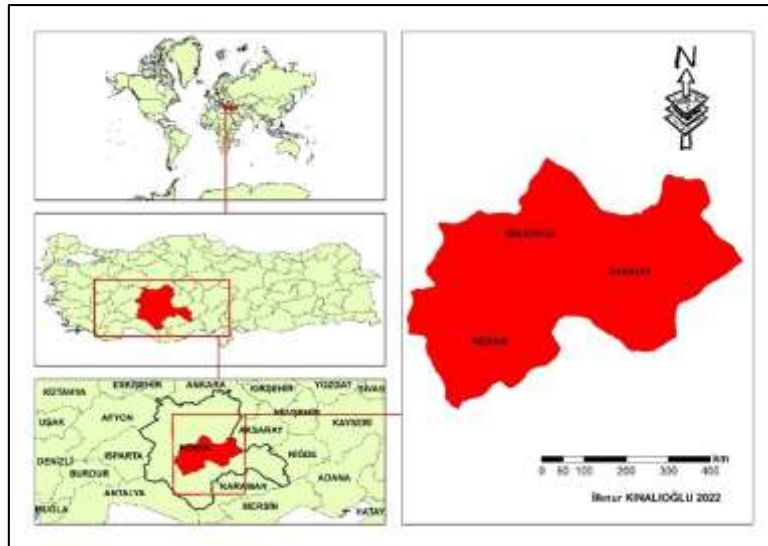 N
SELÇUKLU
KARATAY
MERAM
km
0 50 100 200 300 400
İlknur KINALIOĞLU 2022
KÜTAHYA
ESKİŞEHİR
ANKARA
KIRŞEHİR
YOZGAT
SİVAS
UŞAK
AFYON
NEVŞEHİR
KAYSERİ
AKSARAY
KONYA
DENİZLİ
ISPARTA
NİĞDE
BURDUR
ADANA
ANTALYA
KARAMAN
MUĞLA
MERSİN
HATAY